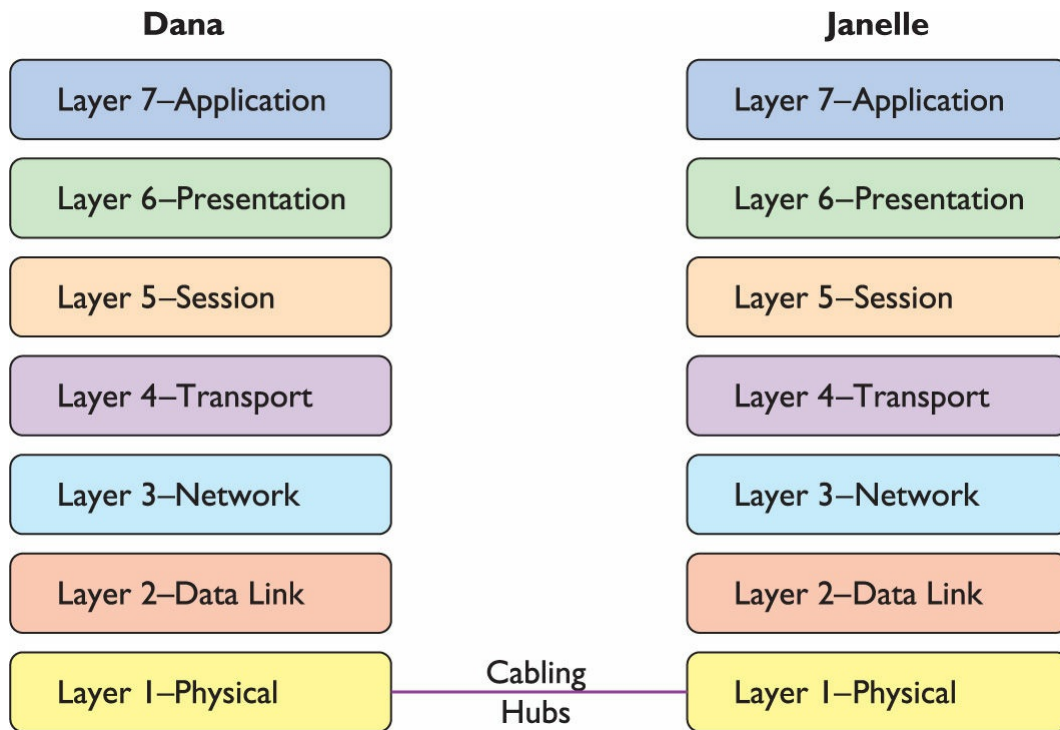 Dana
Layer 7–Application
Layer 6–Presentation
Layer 5–Session
Layer 4–Transport
Layer 3–Network
Layer 2–Data Link
Layer 1–Physical
Cabling
Hubs
Janelle
Layer 7–Application
Layer 6–Presentation
Layer 5–Session
Layer 4–Transport
Layer 3–Network
Layer 2–Data Link
Layer 1–Physical